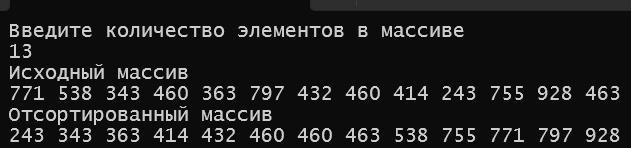 Введите количество элементов в массиве
13
Исходный массив
771 538 343 460 363 797 432 460 414 243 755 928 463
Отсортированный массив
243 343 363 414 432 460 460 463 538 755 771 797 928